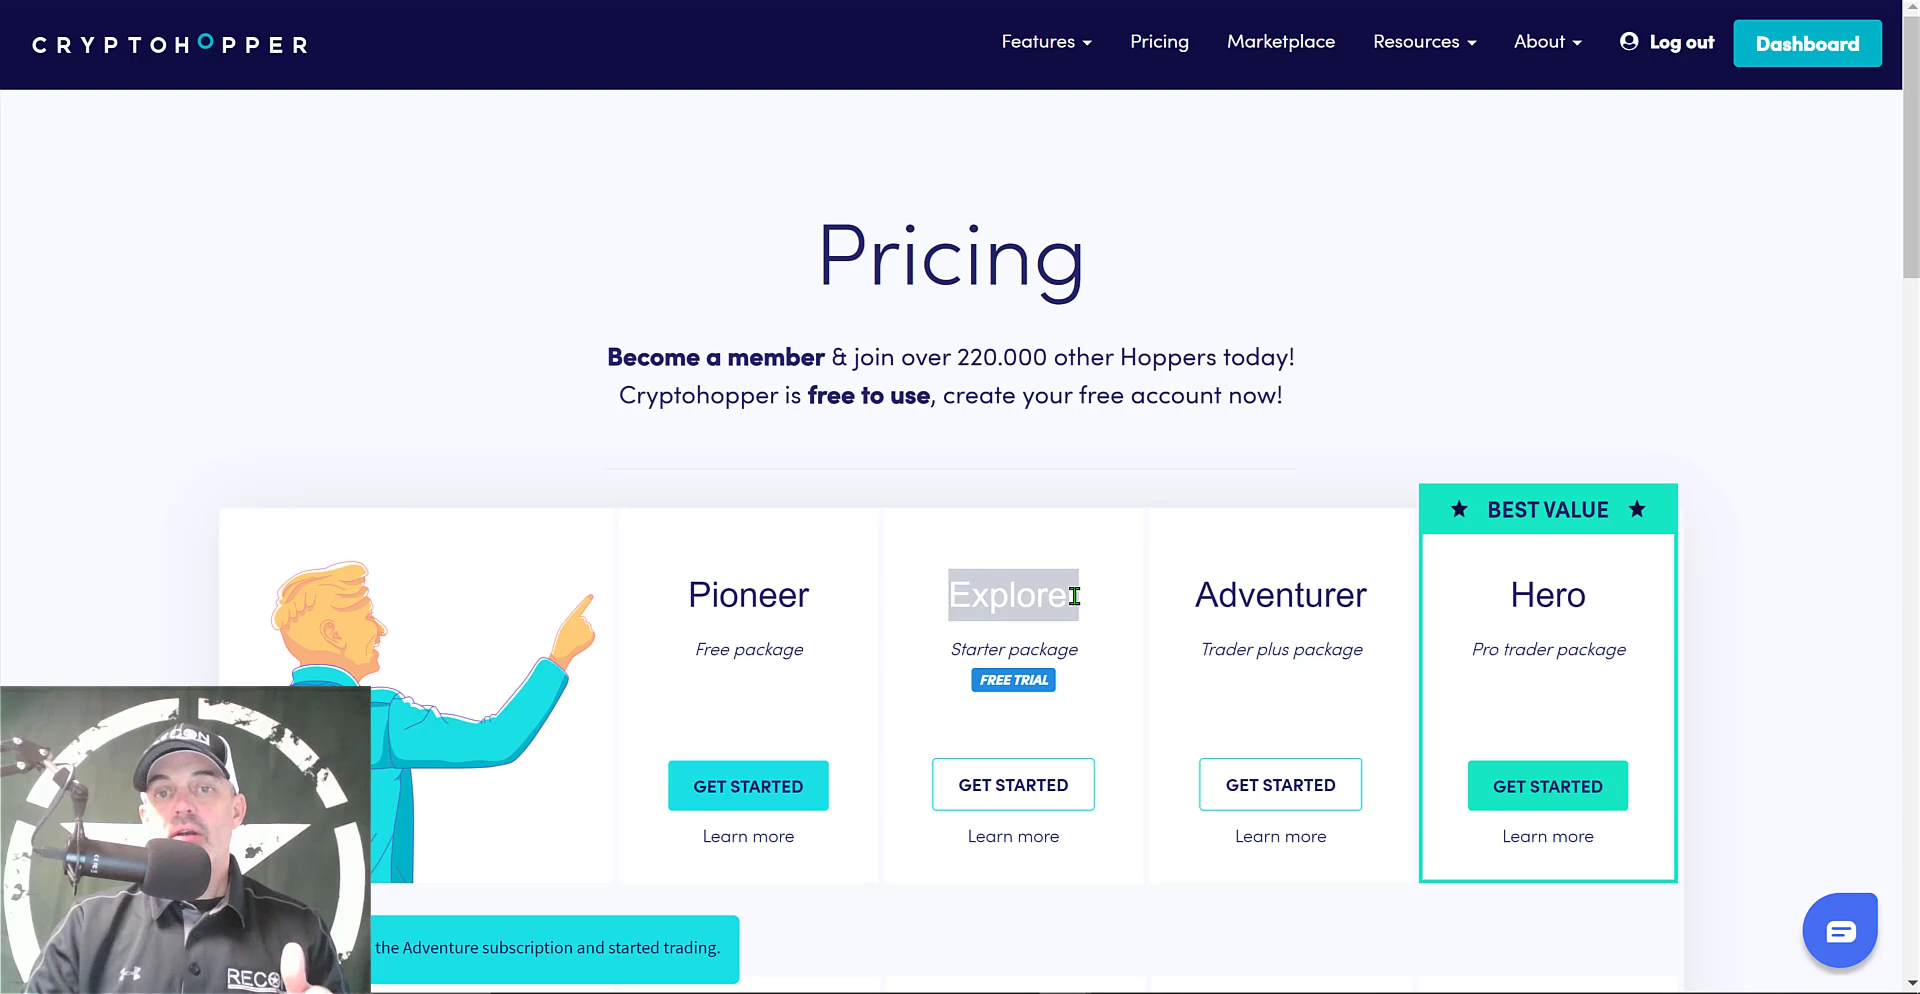 CRYPTOHOPPER
Features
Pricing
Marketplace
Resources
About
Log out
Dashboard
Pricing
Become a member & join over 220.000 other Hoppers today!
Cryptohopper is free to use, create your free account now!
★ BEST VALUE ★
Pioneer
Explorer
Adventurer
Hero
Free package
Starter package
Trader plus package
Pro trader package
FREE TRIAL
GET STARTED
GET STARTED
GET STARTED
GET STARTED
Learn more
Learn more
Learn more
Learn more
the Adventure subscription and started trading.
RECON
RECO